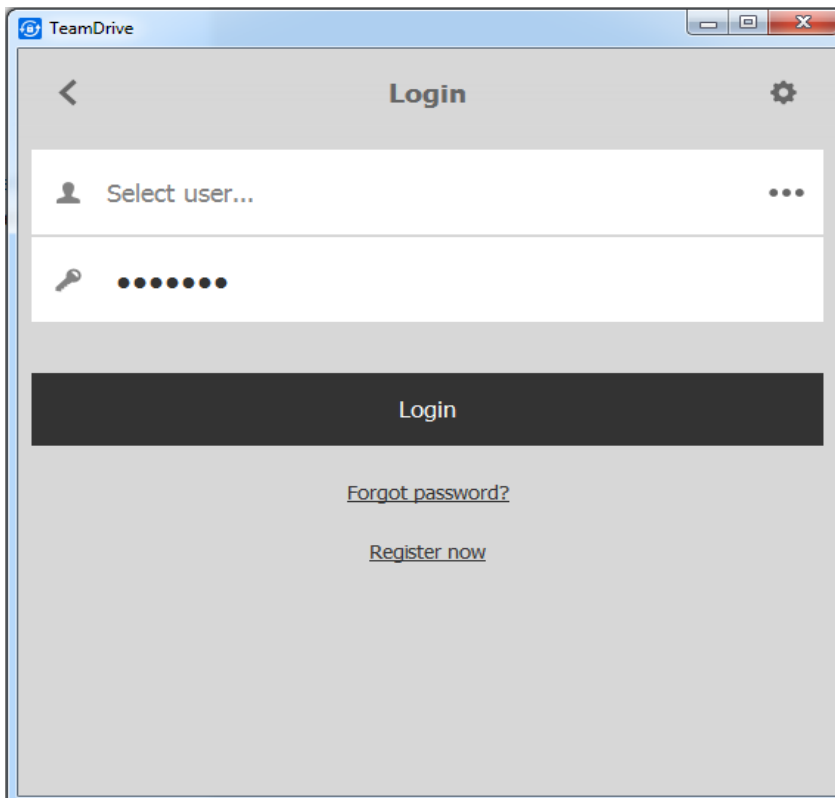 TeamDrive
Login
Select user...
•••••••
Login
Forgot password?
Register now